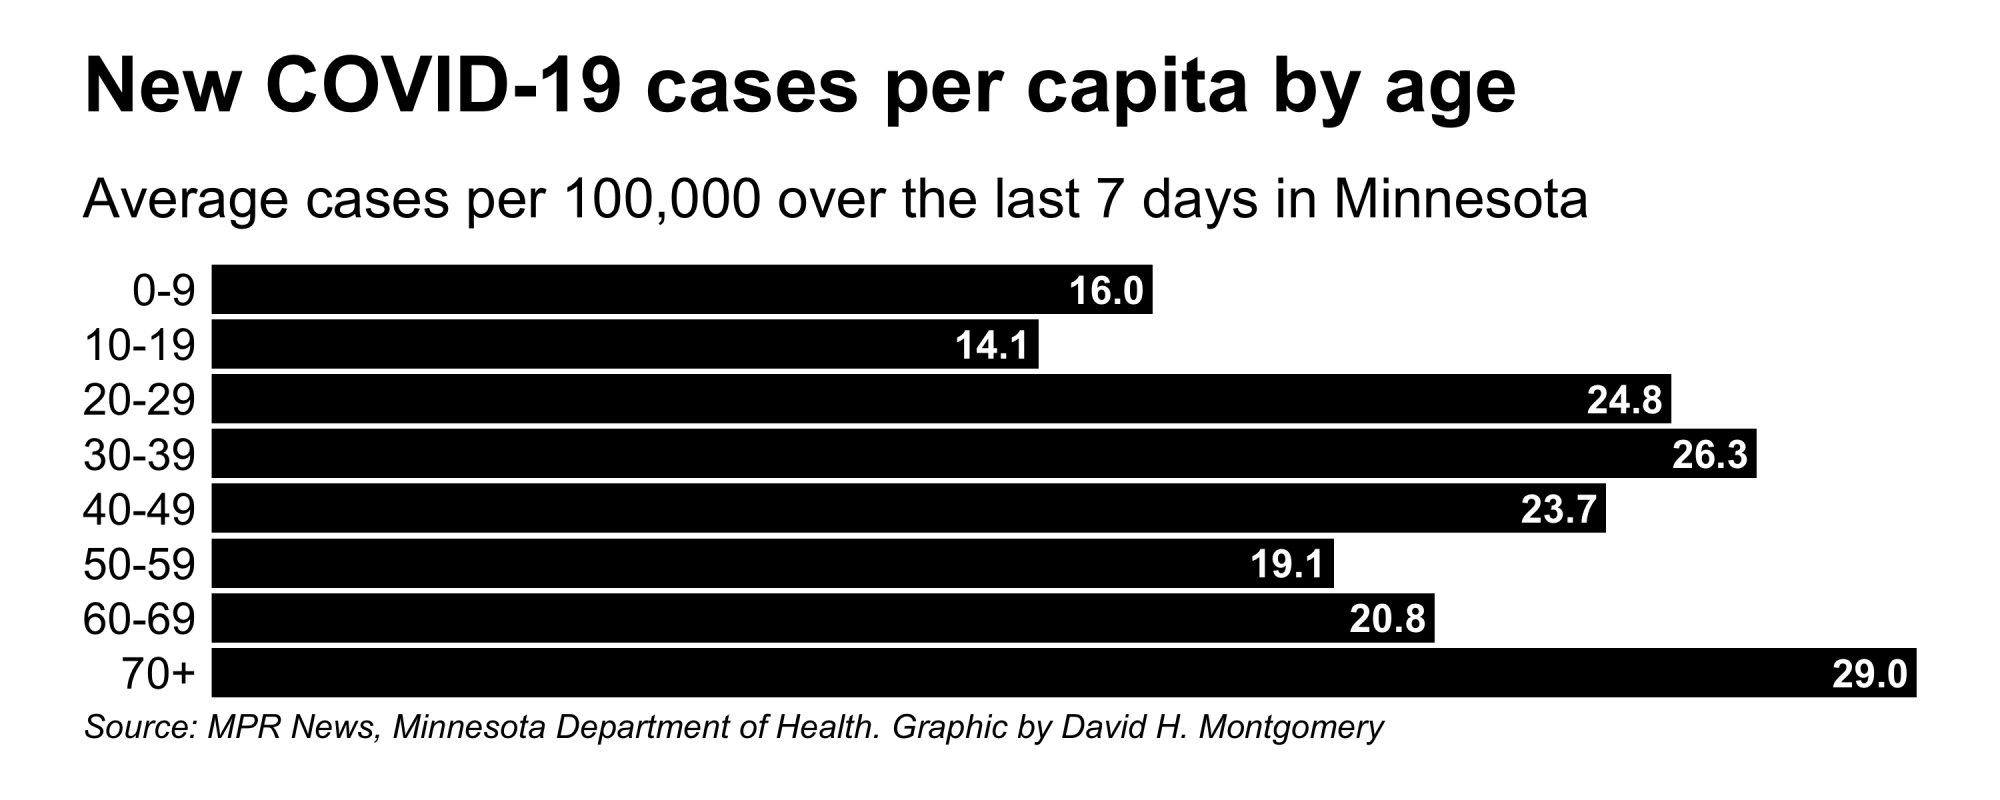 New COVID-19 cases per capita by age
Average cases per 100,000 over the last 7 days in Minnesota
0-9 16.0
10-19 14.1
20-29 24.8
30-39 26.3
40-49 23.7
50-59 19.1
60-69 20.8
70+ 29.0
Source: MPR News, Minnesota Department of Health. Graphic by David H. Montgomery